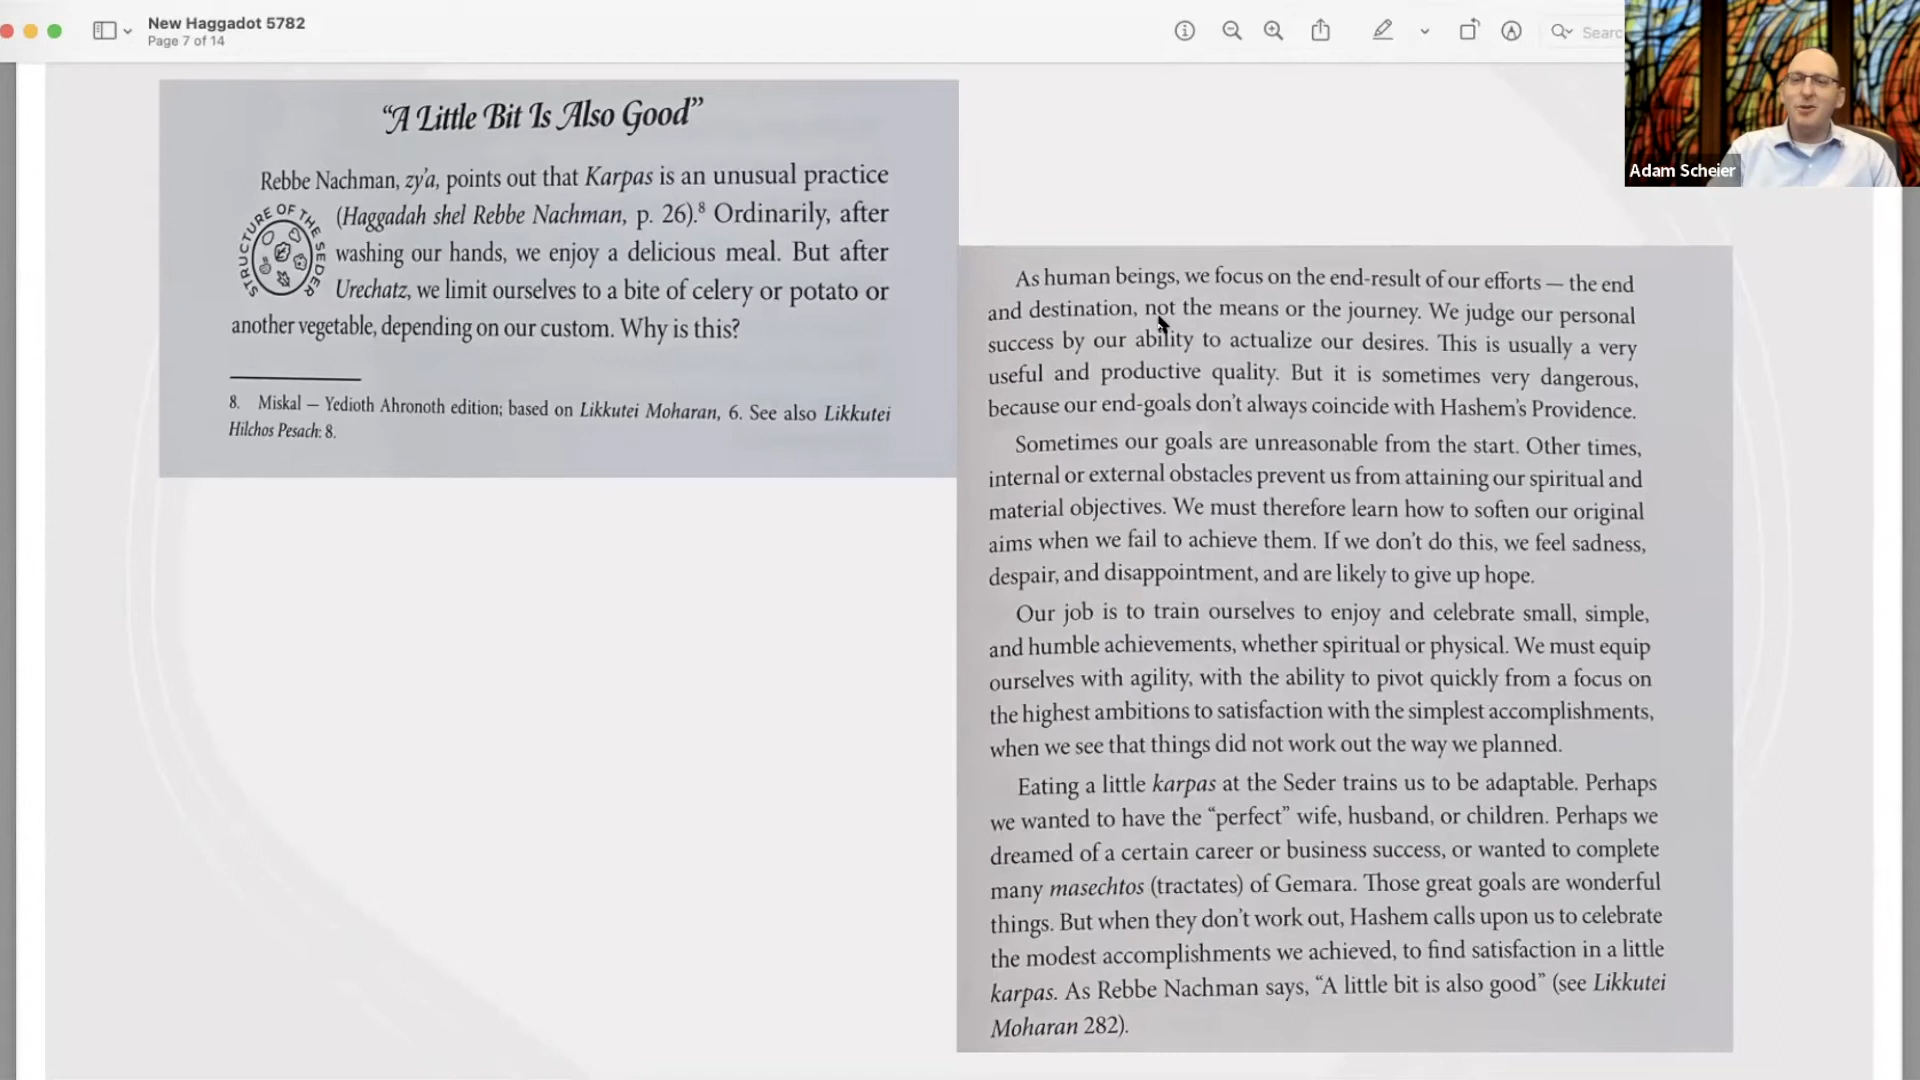 New Haggadot 5782
Page 7 of 14
Searc
Adam Scheier
“A Little Bit Is Also Good”
Rebbe Nachman, zy’a, points out that Karpas is an unusual practice
(Haggadah shel Rebbe Nachman, p. 26).⁸ Ordinarily, after
washing our hands, we enjoy a delicious meal. But after
Urechatz, we limit ourselves to a bite of celery or potato or
another vegetable, depending on our custom. Why is this?
STRUCTURE OF THE SEDER
8. Miskal — Yedioth Ahronoth edition; based on Likkutei Moharan, 6. See also Likkutei
Hilchos Pesach: 8.
As human beings, we focus on the end-result of our efforts — the end
and destination, not the means or the journey. We judge our personal
success by our ability to actualize our desires. This is usually a very
useful and productive quality. But it is sometimes very dangerous,
because our end-goals don’t always coincide with Hashem’s Providence.
Sometimes our goals are unreasonable from the start. Other times,
internal or external obstacles prevent us from attaining our spiritual and
material objectives. We must therefore learn how to soften our original
aims when we fail to achieve them. If we don’t do this, we feel sadness,
despair, and disappointment, and are likely to give up hope.
Our job is to train ourselves to enjoy and celebrate small, simple,
and humble achievements, whether spiritual or physical. We must equip
ourselves with agility, with the ability to pivot quickly from a focus on
the highest ambitions to satisfaction with the simplest accomplishments,
when we see that things did not work out the way we planned.
Eating a little karpas at the Seder trains us to be adaptable. Perhaps
we wanted to have the “perfect” wife, husband, or children. Perhaps we
dreamed of a certain career or business success, or wanted to complete
many masechtos (tractates) of Gemara. Those great goals are wonderful
things. But when they don’t work out, Hashem calls upon us to celebrate
the modest accomplishments we achieved, to find satisfaction in a little
karpas. As Rebbe Nachman says, “A little bit is also good” (see Likkutei
Moharan 282).